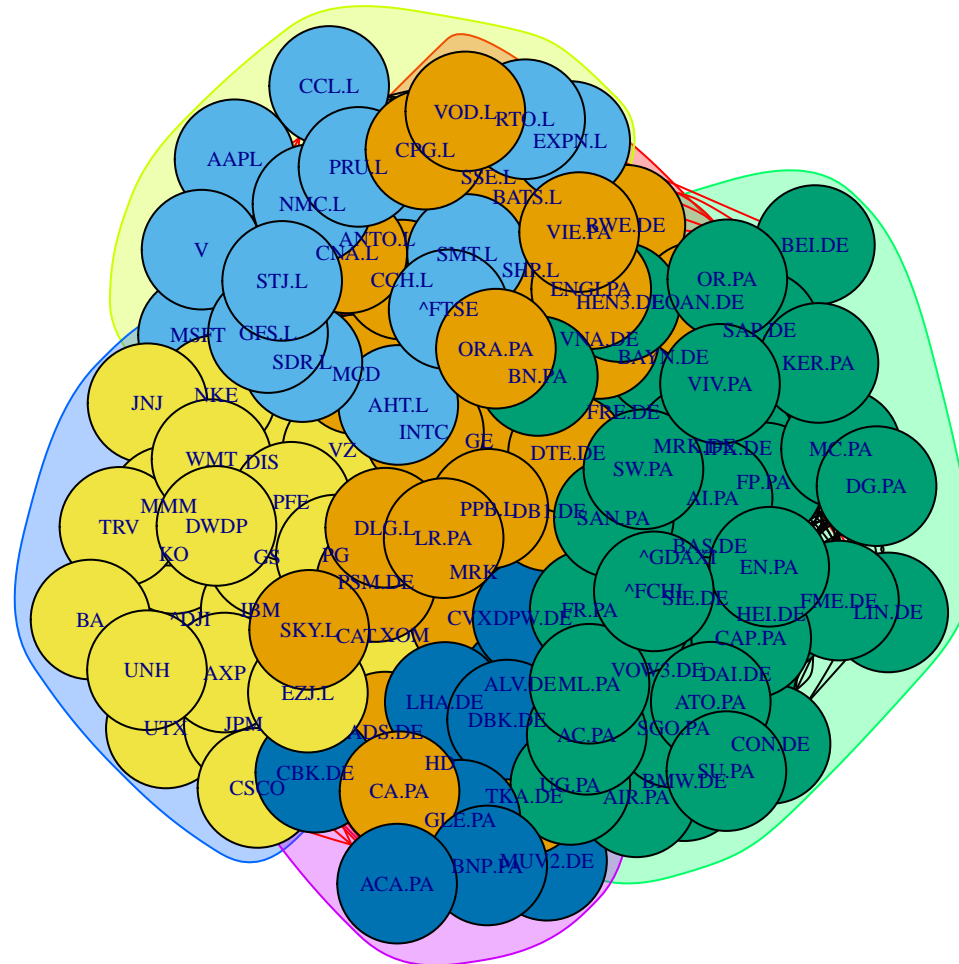 CCL.L
VOD.L
RTO.L
EXPN.L
CPG.L
AAPL
PRU.L
SSE.L
BATS.L
NMC.L
BWE.DE
VIE.PA
ANTO.L
V
CNA.L
SMT.L
BEI.DE
SHP.L
CCH.L
STJ.L
OR.PA
ENGI.PA
HEN3.DE
OAN.DE
^FTSE
MSFT
GFS.L
SAP.DE
VNA.DE
ORA.PA
BAYN.DE
SDR.L
KER.PA
MCD
BN.PA
VIV.PA
NKE
JNJ
AHT.L
FRE.DE
INTC
GE
VZ
WMT
DIS
DTE.DE
MRK.DE
MC.PA
SW.PA
FP.PA
DG.PA
PFE
MMM
PPB.L
DB1.DE
AI.PA
SAN.PA
TRV
DWDP
DLG.L
LR.PA
KO
GS
PG
BAS.DE
^GDAXI
EN.PA
MRK
PSM.DE
^FCHI
SIE.DE
FME.DE
IBM
FR.PA
LIN.DE
HEI.DE
BA
^DJI
CVX
DPW.DE
SKY.L
CAT
XOM
CAP.PA
UNH
AXP
VOW3.DE
DAI.DE
ALV.DE
ML.PA
EZJ.L
LHA.DE
ATO.PA
DBK.DE
UTX
JPM
ADS.DE
AC.PA
SGO.PA
CON.DE
HD
CBK.DE
SU.PA
CSCO
CA.PA
UG.PA
BMW.DE
TKA.DE
AIR.PA
GLE.PA
BNP.PA
MUV2.DE
ACA.PA